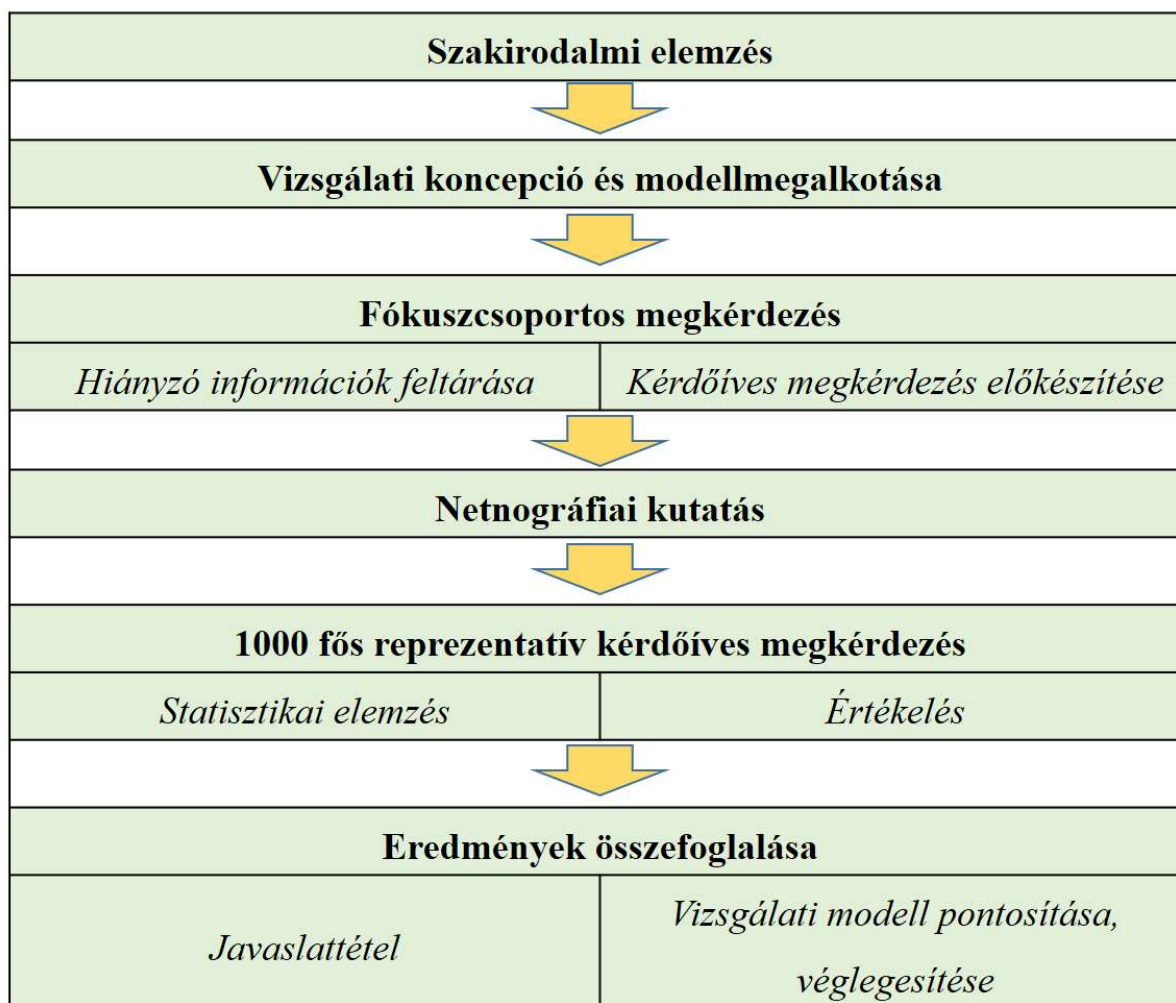 Szakirodalmi elemzés
Vizsgálati koncepció és modellmegalkotása
Fókuszcsoportos megkérdezés
Hiányzó információk feltárása
Kérdőíves megkérdezés előkészítése
Netnográfiai kutatás
1000 fős reprezentatív kérdőíves megkérdezés
Statisztikai elemzés
Értékelés
Eredmények összefoglalása
Javaslattétel
Vizsgálati modell pontosítása,
véglegesítése